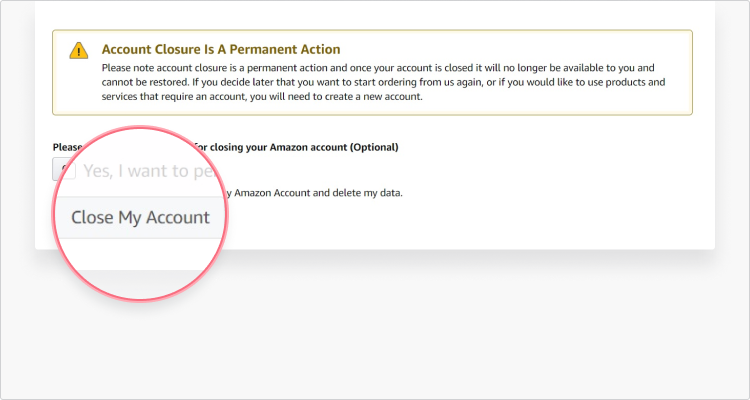 Account Closure Is A Permanent Action
Please note account closure is a permanent action and once your account is closed it will no longer be available to you and
cannot be restored. If you decide later that you want to start ordering from us again, or if you would like to use products and
services that require an account, you will need to create a new account.
Please for closing your Amazon account (Optional)
Yes, I want to
Amazon Account and delete my data.
Close My Account